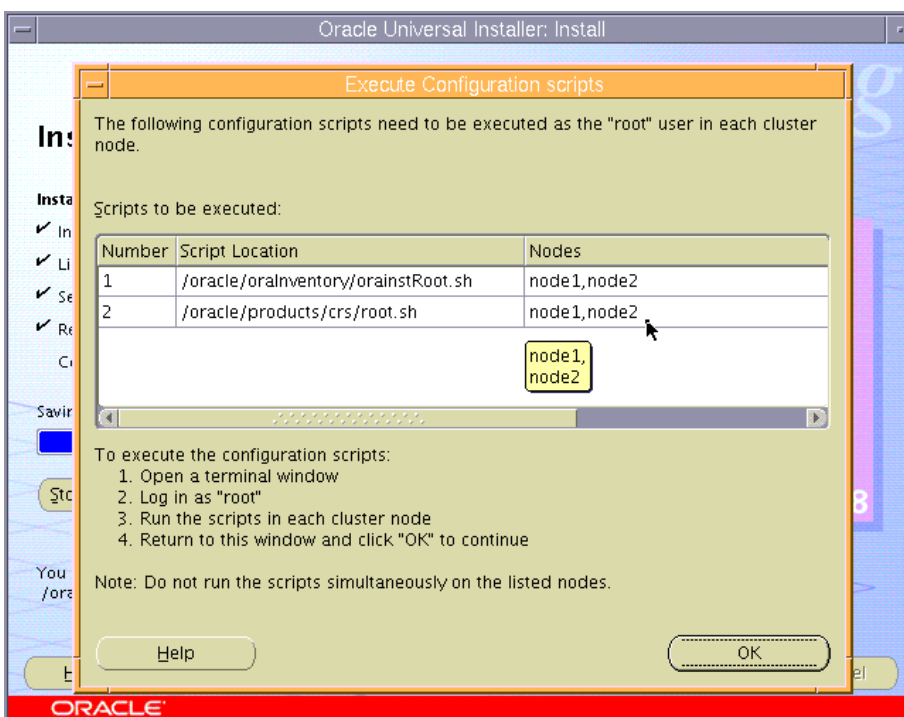 Oracle Universal Installer: Install
Execute Configuration scripts
The following configuration scripts need to be executed as the "root" user in each cluster
node.
Scripts to be executed:
Number Script Location Nodes
1 /oracle/oraInventory/orainstRoot.sh node1,node2
2 /oracle/products/crs/root.sh node1,node2
node1,
node2
To execute the configuration scripts:
1. Open a terminal window
2. Log in as "root"
3. Run the scripts in each cluster node
4. Return to this window and click "OK" to continue
Note: Do not run the scripts simultaneously on the listed nodes.
Help OK
You
ORACLE